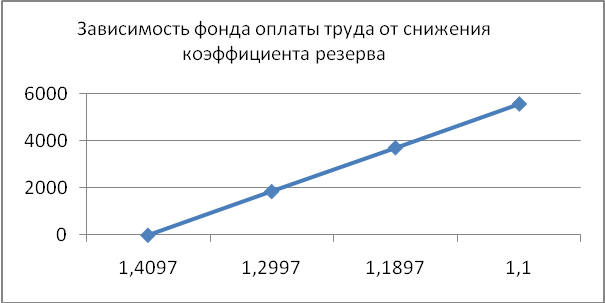 Зависимость фонда оплаты труда от снижения
коэффициента резерва
6000
4000
2000
0
1,4097 1,2997 1,1897 1,1